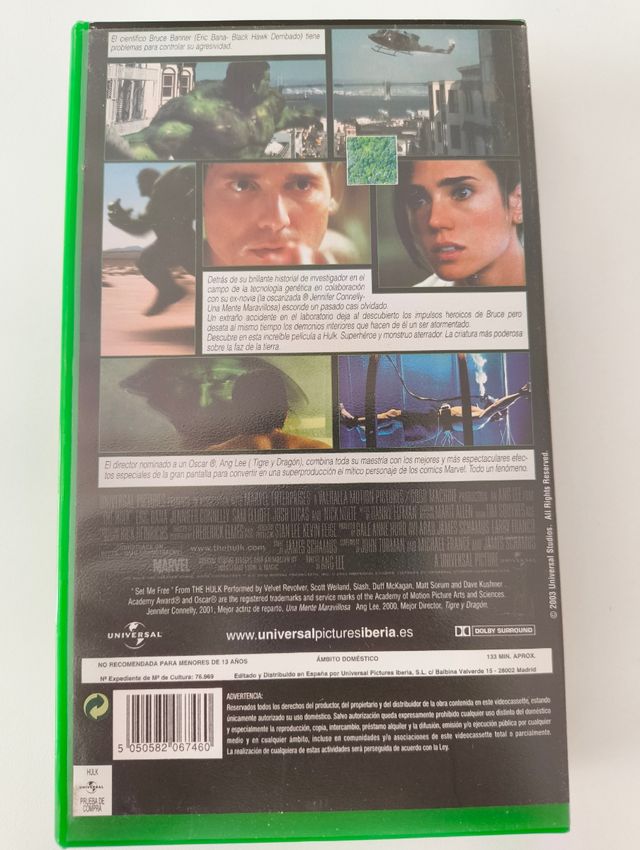 El científico Bruce Banner (Eric Bana- Black Hawk Derribado) tiene
problemas para controlar su agresividad.
Detrás de su brillante historial de investigador en el
campo de la tecnología genética en colaboración
con su ex-novia (la oscarizada ® Jennifer Connelly-
Una Mente Maravillosa) esconde un pasado casi olvidado.
Un extraño accidente en el laboratorio deja al descubierto los impulsos heroicos de Bruce pero
desata al mismo tiempo los demonios interiores que hacen de él un ser atormentado.
Descubre en esta increíble película a Hulk. Superhéroe y monstruo aterrador. La criatura más poderosa
sobre la faz de la tierra.
El director nominado a un Oscar ®, Ang Lee ( Tigre y Dragón), combina toda su maestría con los mejores y más espectaculares efec-
tos especiales de la gran pantalla para convertir en una superproducción el mítico personaje de los comics Marvel. Todo un fenómeno.
www.thehulk.com
MARVEL
" Set Me Free " From THE HULK Performed by Velvet Revolver, Scott Weiland, Slash, Duff McKagan, Matt Sorum and Dave Kushner.
Academy Award® and Oscar® are the registered trademarks and service marks of the Academy of Motion Picture Arts and Sciences.
Jennifer Connelly, 2001, Mejor actriz de reparto, Una Mente Maravillosa Ang Lee, 2000, Mejor Director, Tigre y Dragón.
© 2003 Universal Studios. All Rights Reserved.
UNIVERSAL
www.universalpicturesiberia.es
DOLBY SURROUND
NO RECOMENDADA PARA MENORES DE 13 AÑOS ÁMBITO DOMÉSTICO 133 MIN. APROX.
Nº Expediente de Mº de Cultura: 76.969 Editado y Distribuido en España por Universal Pictures Iberia, S.L. c/ Balbina Valverde 15 - 28002 Madrid
ADVERTENCIA:
Reservados todos los derechos del productor, del propietario y del distribuidor de la obra contenida en este videocassette, estando
únicamente autorizado su uso doméstico. Salvo autorización queda expresamente prohibido cualquier uso distinto del doméstico
y especialmente la reproducción, copia, intercambio, préstamo alquiler y la difusión, emisión y/o ejecución pública por cualquier
medio y en cualquier ámbito, incluso en comunidades y/o asociaciones de este videocassette total o parcialmente.
La realización de cualquiera de estas actividades será perseguida de acuerdo con la Ley.
5 050582 067460
HULK
UNIVERSAL
PRUEBA DE
COMPRA